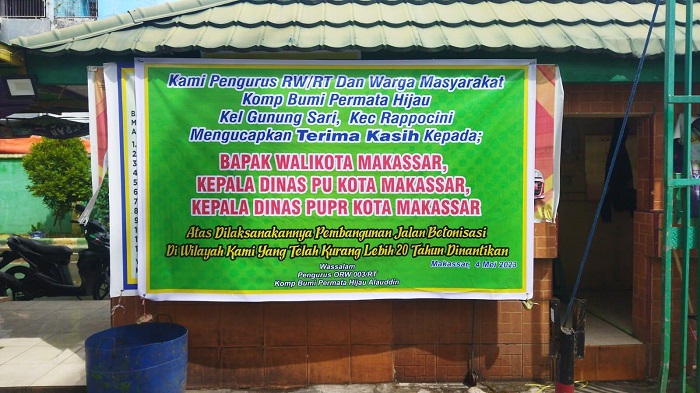 Kami Pengurus RW/RT Dan Warga Masyarakat
Komp Bumi Permata Hijau
Kel Gunung Sari, Kec Rappocini
Mengucapkan Terima Kasih Kepada;
BAPAK WALIKOTA MAKASSAR,
KEPALA DINAS PU KOTA MAKASSAR,
KEPALA DINAS PUPR KOTA MAKASSAR
Atas Dilaksanakannya Pembangunan Jalan Betonisasi
Di Wilayah Kami Yang Telah Kurang Lebih 20 Tahun Dinantikan
Makassar, 4 Mei 2023
Wassalam
Pengurus ORW 003/RT
Komp Bumi Permata Hijau Alauddin